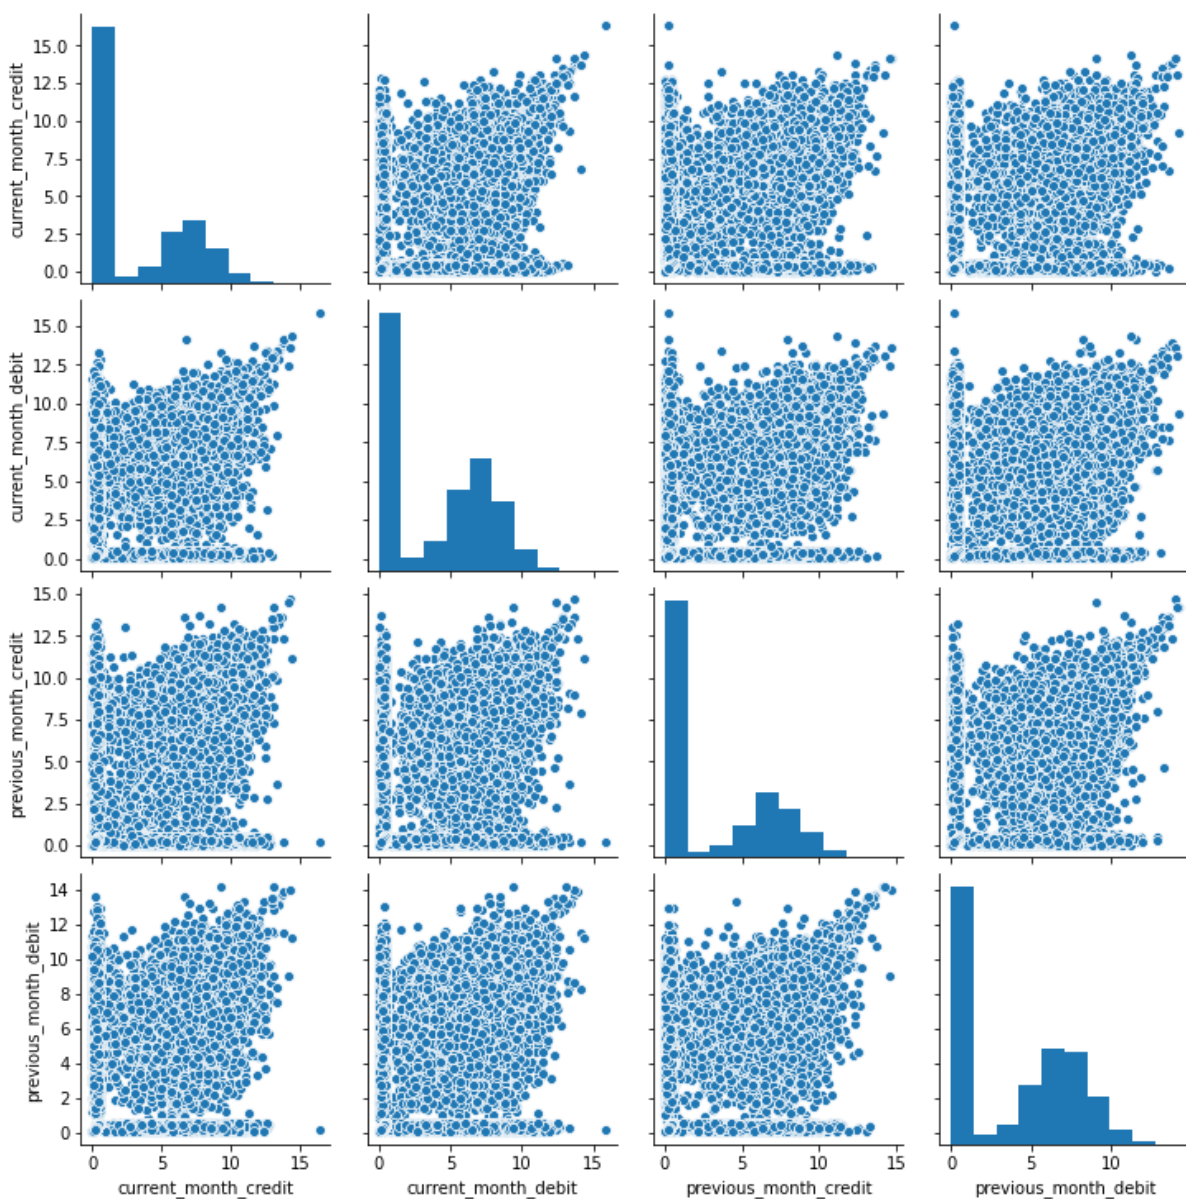 current_month_credit
15.0
12.5
10.0
7.5
5.0
2.5
0.0
current_month_debit
15.0
12.5
10.0
7.5
5.0
2.5
0.0
previous_month_credit
15.0
12.5
10.0
7.5
5.0
2.5
0.0
previous_month_debit
14
12
10
8
6
4
2
0
0 5 10 15
current_month_credit
0 5 10 15
current_month_debit
0 5 10 15
previous_month_credit
0 5 10
previous_month_debit